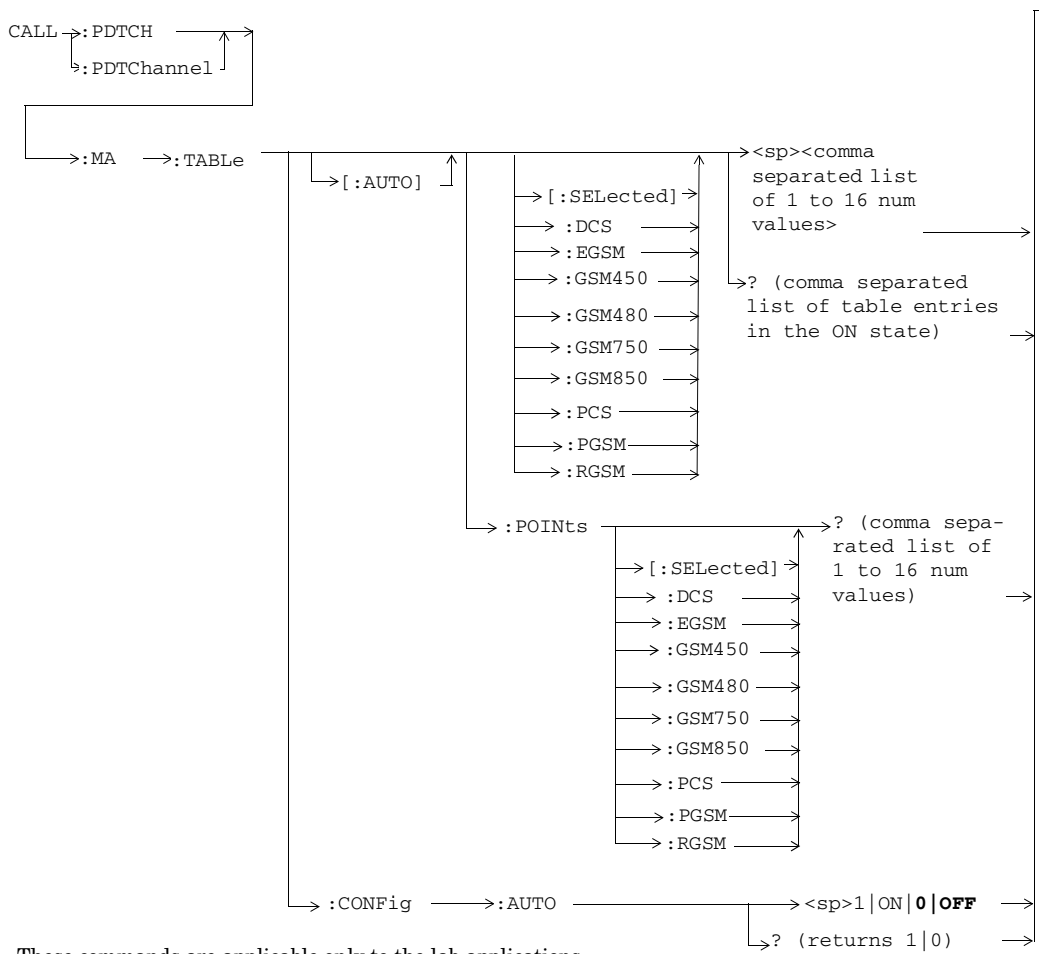 CALL :PDTCH
:PDTChannel
:MA :TABLe
[:AUTO]
[:SELected]
:DCS
:EGSM
:GSM450
:GSM480
:GSM750
:GSM850
:PCS
:PGSM
:RGSM
<sp><comma
separated list
of 1 to 16 num
values>
? (comma separated
list of table entries
in the ON state)
:POINts
[:SELected]
:DCS
:EGSM
:GSM450
:GSM480
:GSM750
:GSM850
:PCS
:PGSM
:RGSM
? (comma sepa-
rated list of
1 to 16 num
values)
:CONFig :AUTO <sp>1|ON|0|OFF
? (returns 1|0)
These commands are applicable only to the lab applications